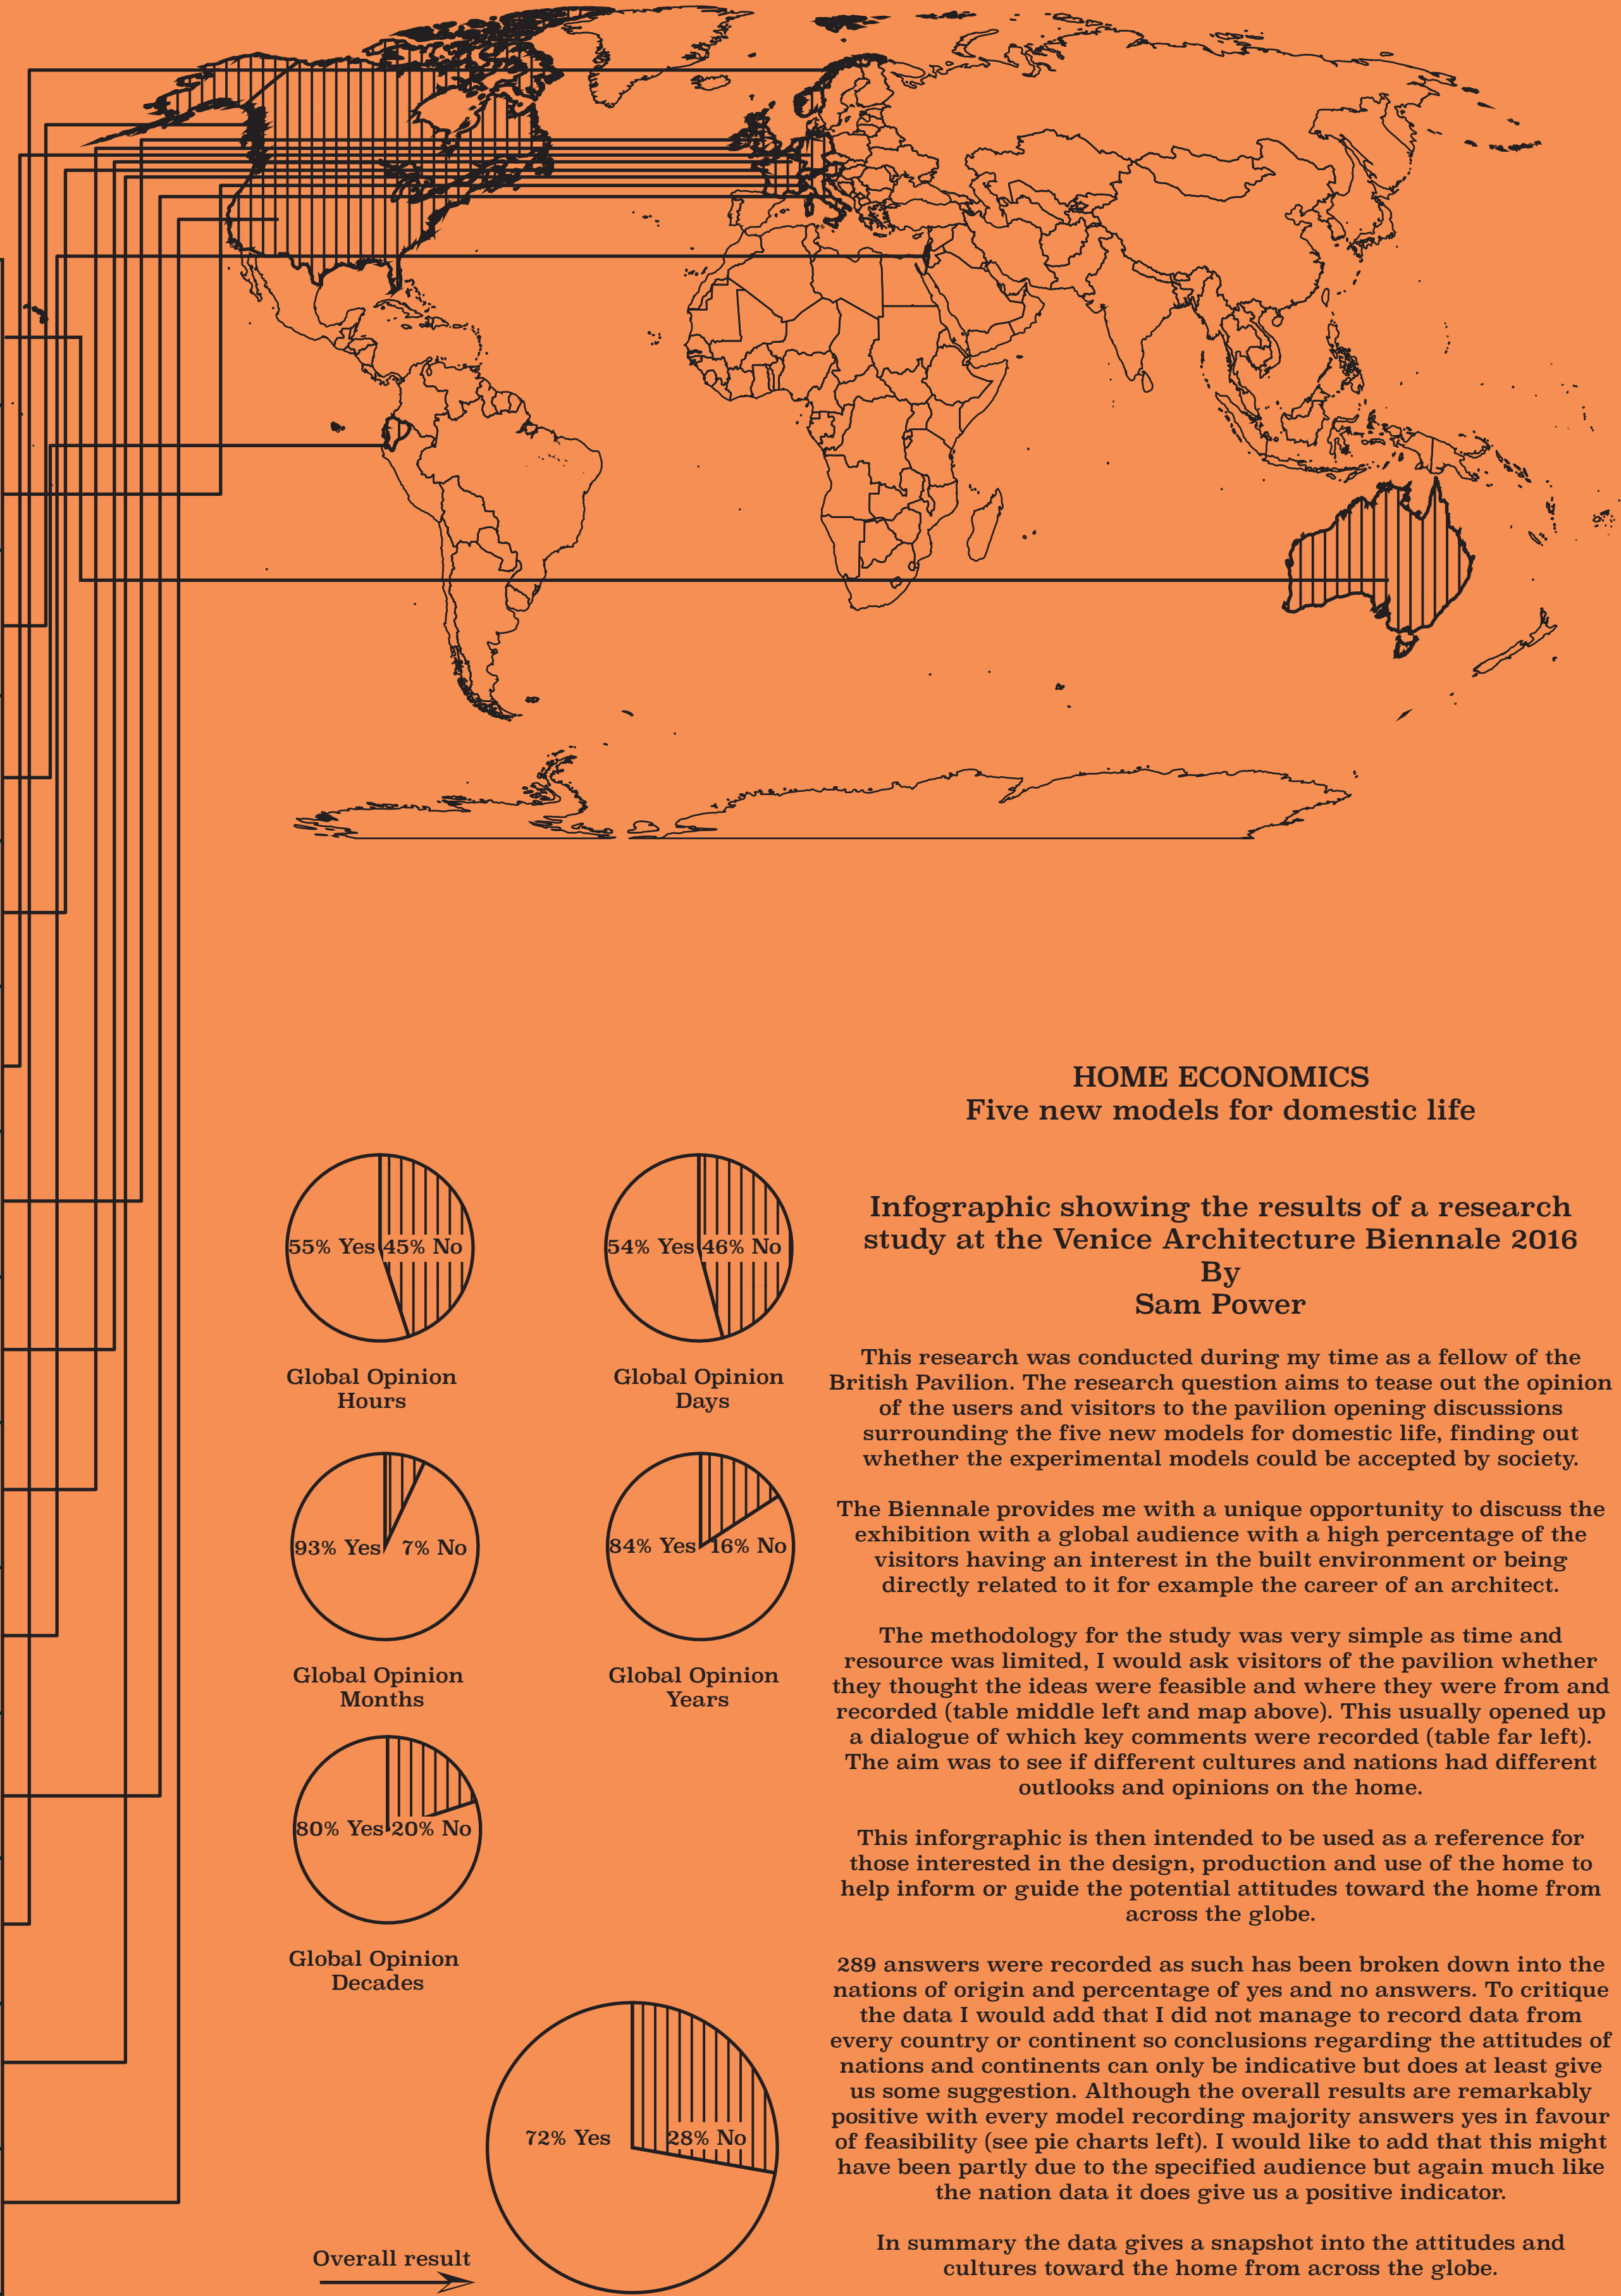 HOME ECONOMICS
Five new models for domestic life
Infographic showing the results of a research
study at the Venice Architecture Biennale 2016
By
Sam Power
This research was conducted during my time as a fellow of the
British Pavilion. The research question aims to tease out the opinion
of the users and visitors to the pavilion opening discussions
surrounding the five new models for domestic life, finding out
whether the experimental models could be accepted by society.
The Biennale provides me with a unique opportunity to discuss the
exhibition with a global audience with a high percentage of the
visitors having an interest in the built environment or being
directly related to it for example the career of an architect.
The methodology for the study was very simple as time and
resource was limited, I would ask visitors of the pavilion whether
they thought the ideas were feasible and where they were from and
recorded (table middle left and map above). This usually opened up
a dialogue of which key comments were recorded (table far left).
The aim was to see if different cultures and nations had different
outlooks and opinions on the home.
This inforgraphic is then intended to be used as a reference for
those interested in the design, production and use of the home to
help inform or guide the potential attitudes toward the home from
across the globe.
289 answers were recorded as such has been broken down into the
nations of origin and percentage of yes and no answers. To critique
the data I would add that I did not manage to record data from
every country or continent so conclusions regarding the attitudes of
nations and continents can only be indicative but does at least give
us some suggestion. Although the overall results are remarkably
positive with every model recording majority answers yes in favour
of feasibility (see pie charts left). I would like to add that this might
have been partly due to the specified audience but again much like
the nation data it does give us a positive indicator.
In summary the data gives a snapshot into the attitudes and
cultures toward the home from across the globe.
55% Yes 45% No
Global Opinion
Hours
54% Yes 46% No
Global Opinion
Days
93% Yes 7% No
Global Opinion
Months
84% Yes 16% No
Global Opinion
Years
80% Yes 20% No
Global Opinion
Decades
72% Yes 28% No
Overall result